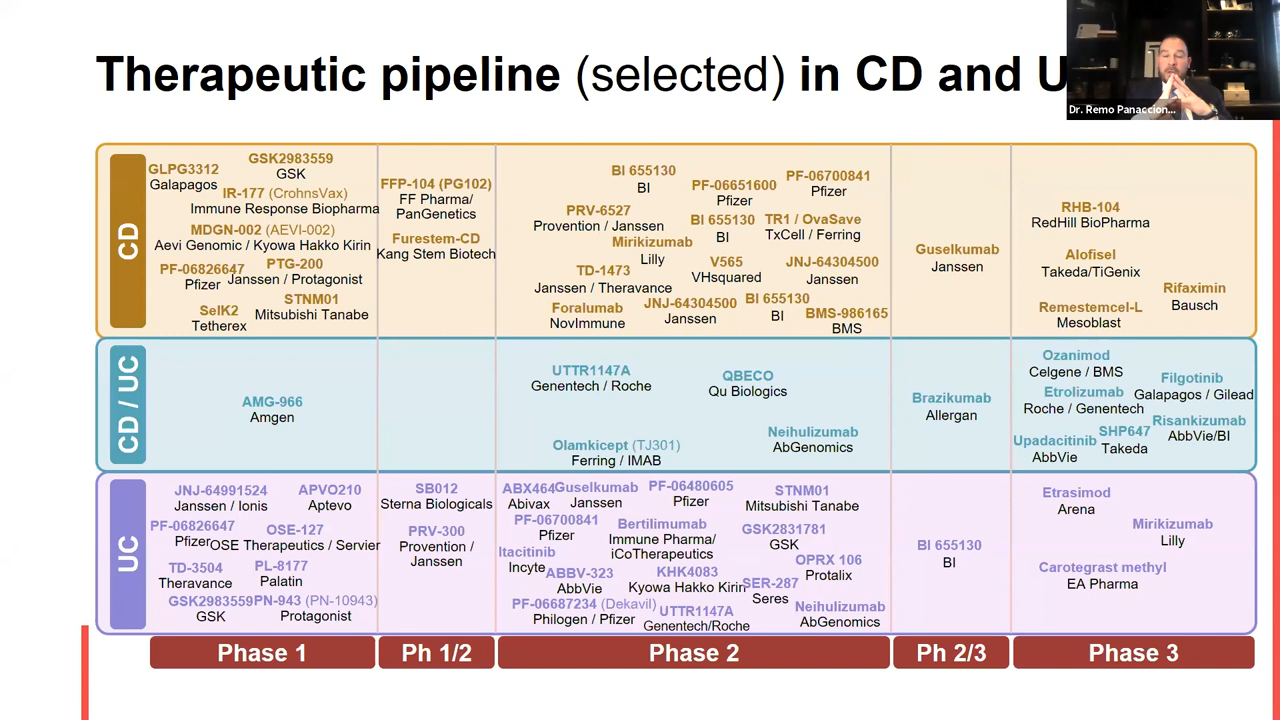 Therapeutic pipeline (selected) in CD and U
Dr. Remo Panaccion...
CD
GLPG3312
Galapagos
GSK2983559
GSK
IR-177 (CrohnsVax)
Immune Response Biopharma
MDGN-002 (AEVI-002)
Aevi Genomic / Kyowa Hakko Kirin
PF-06826647
Pfizer
PTG-200
Janssen / Protagonist
SelK2
Tetherex
STNM01
Mitsubishi Tanabe
FFP-104 (PG102)
FF Pharma/
PanGenetics
Furestem-CD
Kang Stem Biotech
BI 655130
BI
PF-06651600
Pfizer
PF-06700841
Pfizer
PRV-6527
Provention / Janssen
BI 655130
BI
TR1 / OvaSave
TxCell / Ferring
Mirikizumab
Lilly
TD-1473
Janssen / Theravance
V565
VHsquared
JNJ-64304500
Janssen
Foralumab
NovImmune
JNJ-64304500
Janssen
BI 655130
BI
BMS-986165
BMS
Guselkumab
Janssen
RHB-104
RedHill BioPharma
Alofisel
Takeda/TiGenix
Rifaximin
Bausch
Remestemcel-L
Mesoblast
CD / UC
AMG-966
Amgen
UTTR1147A
Genentech / Roche
QBECO
Qu Biologics
Olamkicept (TJ301)
Ferring / IMAB
Neihulizumab
AbGenomics
Brazikumab
Allergan
Ozanimod
Celgene / BMS
Filgotinib
Galapagos / Gilead
Etrolizumab
Roche / Genentech
Risankizumab
AbbVie/BI
Upadacitinib
AbbVie
SHP647
Takeda
UC
JNJ-64991524
Janssen / Ionis
APVO210
Aptevo
PF-06826647
Pfizer
OSE-127
OSE Therapeutics / Servier
TD-3504
Theravance
PL-8177
Palatin
GSK2983559
GSK
PN-943 (PN-10943)
Protagonist
SB012
Sterna Biologicals
PRV-300
Provention /
Janssen
ABX464
Abivax
Guselkumab
Janssen
PF-06480605
Pfizer
STNM01
Mitsubishi Tanabe
PF-06700841
Pfizer
Bertilimumab
Immune Pharma/
iCoTherapeutics
GSK2831781
GSK
Itacitinib
Incyte
OPRX 106
Protalix
ABBV-323
AbbVie
KHK4083
Kyowa Hakko Kirin
SER-287
Seres
PF-06687234 (Dekavil)
Philogen / Pfizer
UTTR1147A
Genentech/Roche
Neihulizumab
AbGenomics
BI 655130
BI
Etrasimod
Arena
Mirikizumab
Lilly
Carotegrast methyl
EA Pharma
Phase 1
Ph 1/2
Phase 2
Ph 2/3
Phase 3